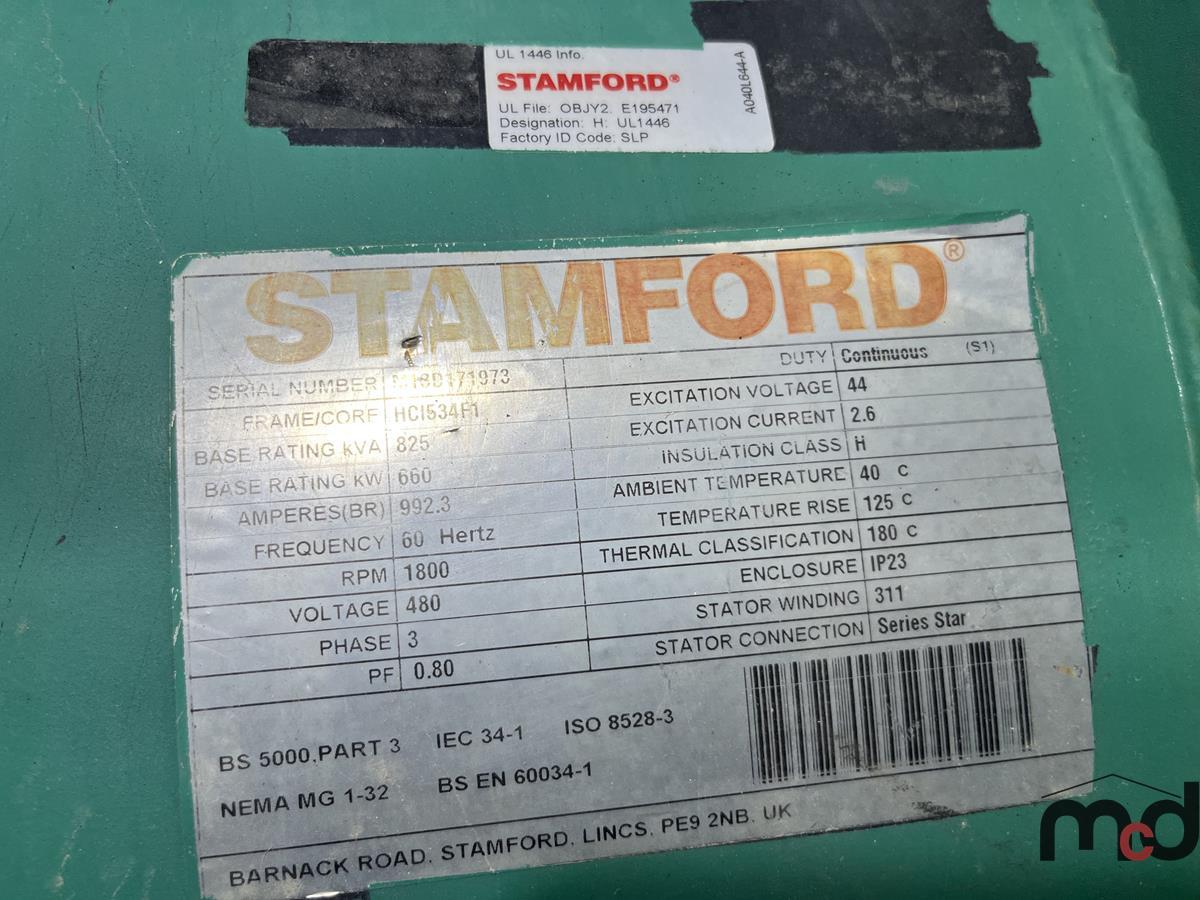 UL 1446 Info.
STAMFORD®
UL File: OBJY2. E195471
Designation: H: UL1446
Factory ID Code: SLP
A040L644-A
STAMFORD®
SERIAL NUMBER
FRAME/CORE HCI534F1
BASE RATING kVA 825
BASE RATING kW 660
AMPERES(BR) 992.3
FREQUENCY 60 Hertz
RPM 1800
VOLTAGE 480
PHASE 3
PF 0.80
DUTY Continuous (S1)
EXCITATION VOLTAGE 44
EXCITATION CURRENT 2.6
INSULATION CLASS H
AMBIENT TEMPERATURE 40 C
TEMPERATURE RISE 125 C
THERMAL CLASSIFICATION 180 C
ENCLOSURE IP23
STATOR WINDING 311
STATOR CONNECTION Series Star
BS 5000.PART 3 IEC 34-1 ISO 8528-3
NEMA MG 1-32 BS EN 60034-1
BARNACK ROAD. STAMFORD. LINCS. PE9 2NB. UK
mcd